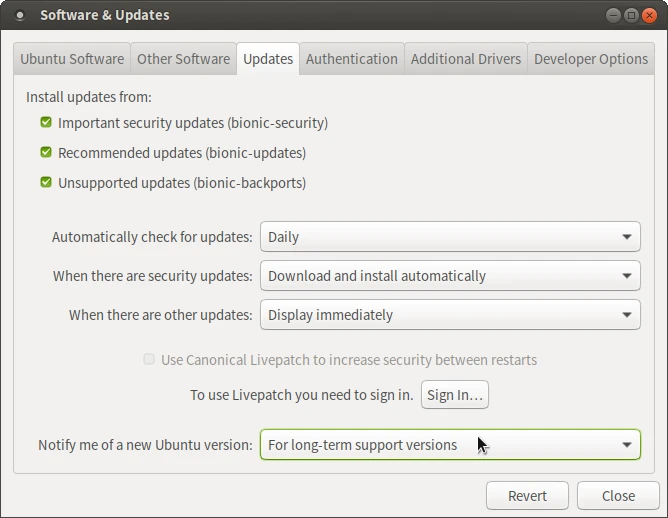 Software & Updates
Ubuntu Software Other Software Updates Authentication Additional Drivers Developer Options
Install updates from:
Important security updates (bionic-security)
Recommended updates (bionic-updates)
Unsupported updates (bionic-backports)
Automatically check for updates: Daily
When there are security updates: Download and install automatically
When there are other updates: Display immediately
Use Canonical Livepatch to increase security between restarts
To use Livepatch you need to sign in. Sign In...
Notify me of a new Ubuntu version: For long-term support versions
Revert Close